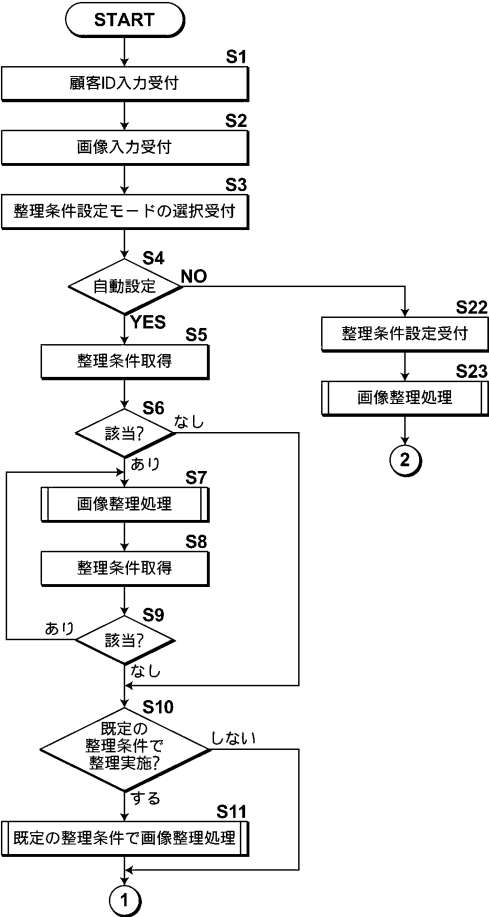 START
S1
顧客ID入力受付
S2
画像入力受付
S3
整理条件設定モードの選択受付
S4
自動設定
NO
YES
S22
整理条件設定受付
S23
画像整理処理
2
S5
整理条件取得
S6
該当?
なし
あり
S7
画像整理処理
S8
整理条件取得
S9
該当?
あり
なし
S10
既定の
整理条件で
整理実施?
しない
する
S11
既定の整理条件で画像整理処理
1